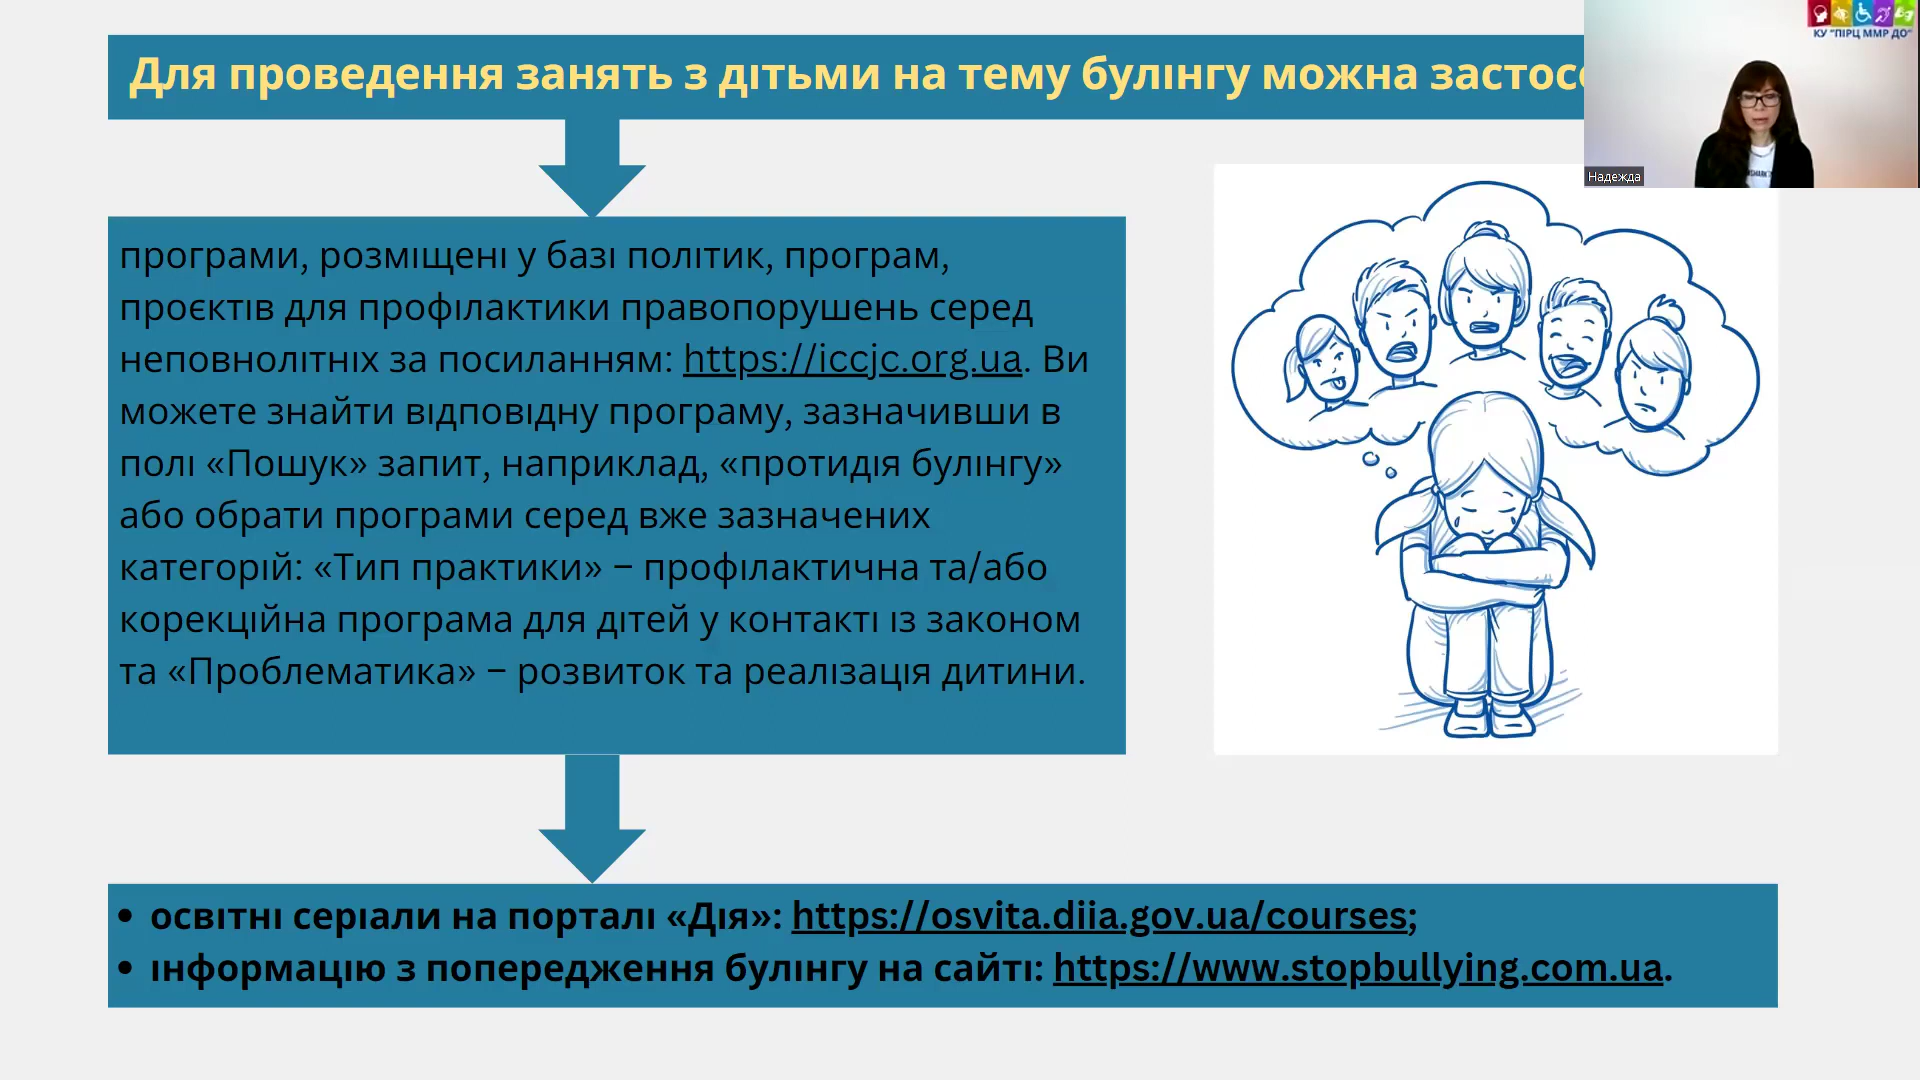 Для проведення занять з дітьми на тему булінгу можна
КУ "ПІРЦ ММР ДО"
Надежда
програми, розміщені у базі політик, програм,
проєктів для профілактики правопорушень серед
неповнолітніх за посиланням: https://iccjc.org.ua. Ви
можете знайти відповідну програму, зазначивши в
полі «Пошук» запит, наприклад, «протидія булінгу»
або обрати програми серед вже зазначених
категорій: «Тип практики» – профілактична та/або
корекційна програма для дітей у контакті із законом
та «Проблематика» – розвиток та реалізація дитини.
• освітні серіали на порталі «Дія»: https://osvita.diia.gov.ua/courses;
• інформацію з попередження булінгу на сайті: https://www.stopbullying.com.ua.